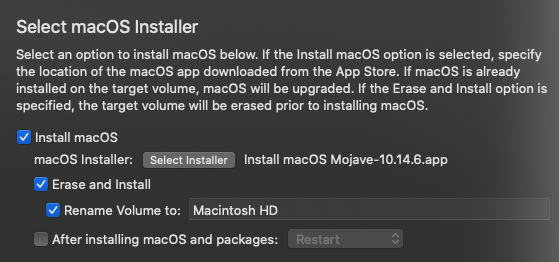 Select macOS Installer
Select an option to install macOS below. If the Install macOS option is selected, specify
the location of the macOS app downloaded from the App Store. If macOS is already
installed on the target volume, macOS will be upgraded. If the Erase and Install option is
specified, the target volume will be erased prior to installing macOS.
Install macOS
macOS Installer: Select Installer Install macOS Mojave-10.14.6.app
Erase and Install
Rename Volume to: Macintosh HD
After installing macOS and packages: Restart